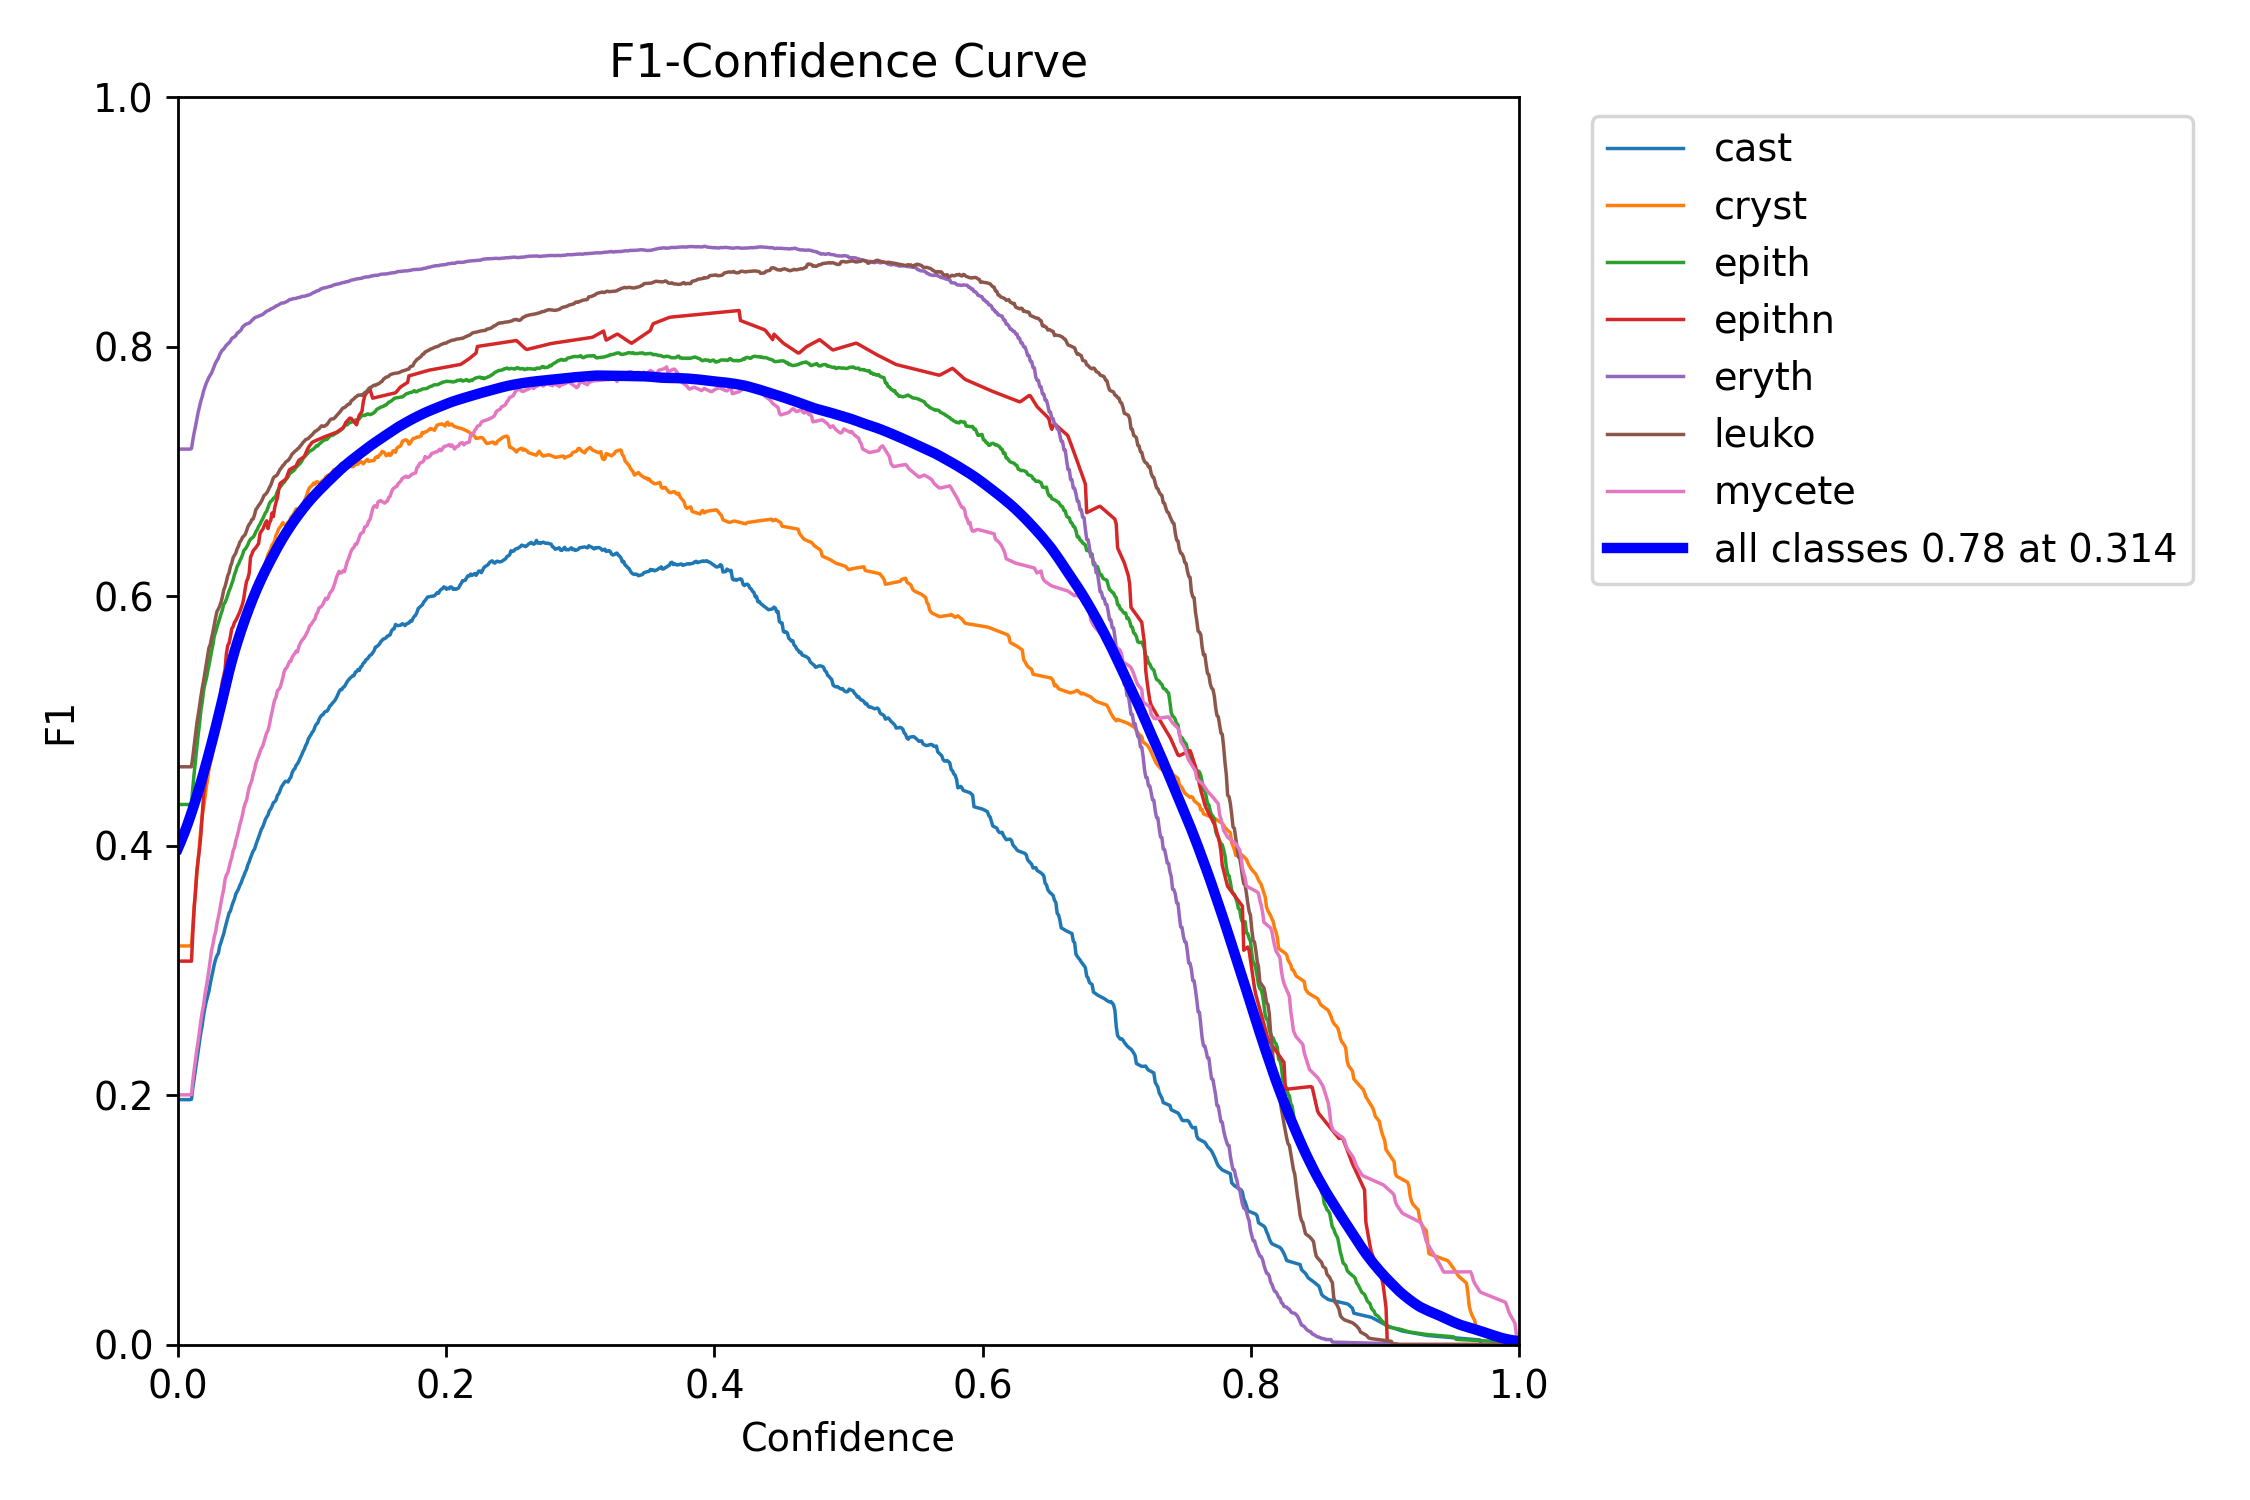 F1-Confidence Curve
1.0
0.8
0.6
0.4
0.2
0.0
F1
0.0 0.2 0.4 0.6 0.8 1.0
Confidence
cast
cryst
epith
epithn
eryth
leuko
mycete
all classes 0.78 at 0.314